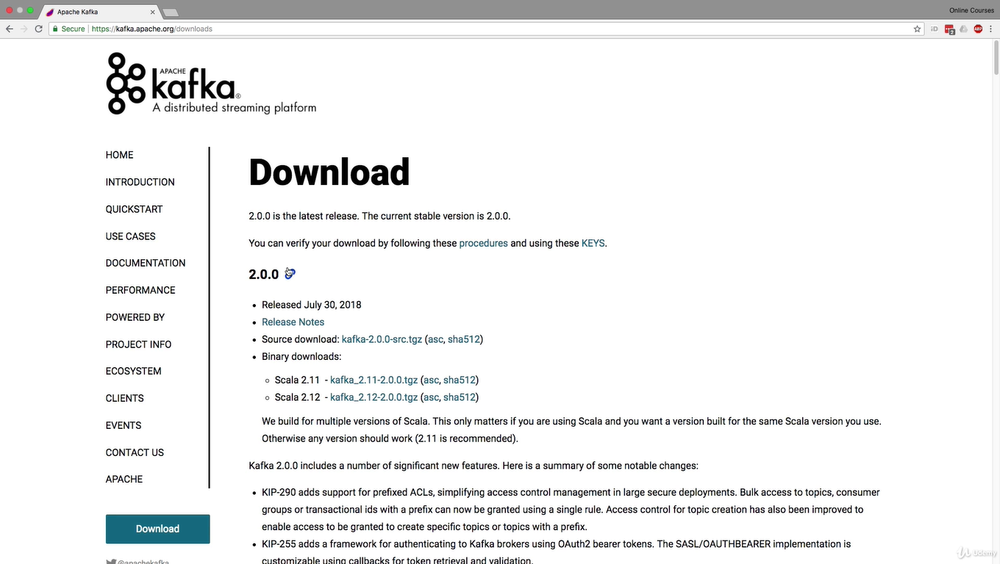 Apache Kafka
Online Courses
Secure
https://kafka.apache.org/downloads
2
ABP
APACHE
kafka®
A distributed streaming platform
HOME
INTRODUCTION
QUICKSTART
USE CASES
DOCUMENTATION
PERFORMANCE
POWERED BY
PROJECT INFO
ECOSYSTEM
CLIENTS
EVENTS
CONTACT US
APACHE
Download
@apachekafka
Download
2.0.0 is the latest release. The current stable version is 2.0.0.
You can verify your download by following these procedures and using these KEYS.
2.0.0
• Released July 30, 2018
• Release Notes
• Source download: kafka-2.0.0-src.tgz (asc, sha512)
• Binary downloads:
◦ Scala 2.11 - kafka_2.11-2.0.0.tgz (asc, sha512)
◦ Scala 2.12 - kafka_2.12-2.0.0.tgz (asc, sha512)
We build for multiple versions of Scala. This only matters if you are using Scala and you want a version built for the same Scala version you use.
Otherwise any version should work (2.11 is recommended).
Kafka 2.0.0 includes a number of significant new features. Here is a summary of some notable changes:
• KIP-290 adds support for prefixed ACLs, simplifying access control management in large secure deployments. Bulk access to topics, consumer
groups or transactional ids with a prefix can now be granted using a single rule. Access control for topic creation has also been improved to
enable access to be granted to create specific topics or topics with a prefix.
• KIP-255 adds a framework for authenticating to Kafka brokers using OAuth2 bearer tokens. The SASL/OAUTHBEARER implementation is
customizable using callbacks for token retrieval and validation.
Udemy